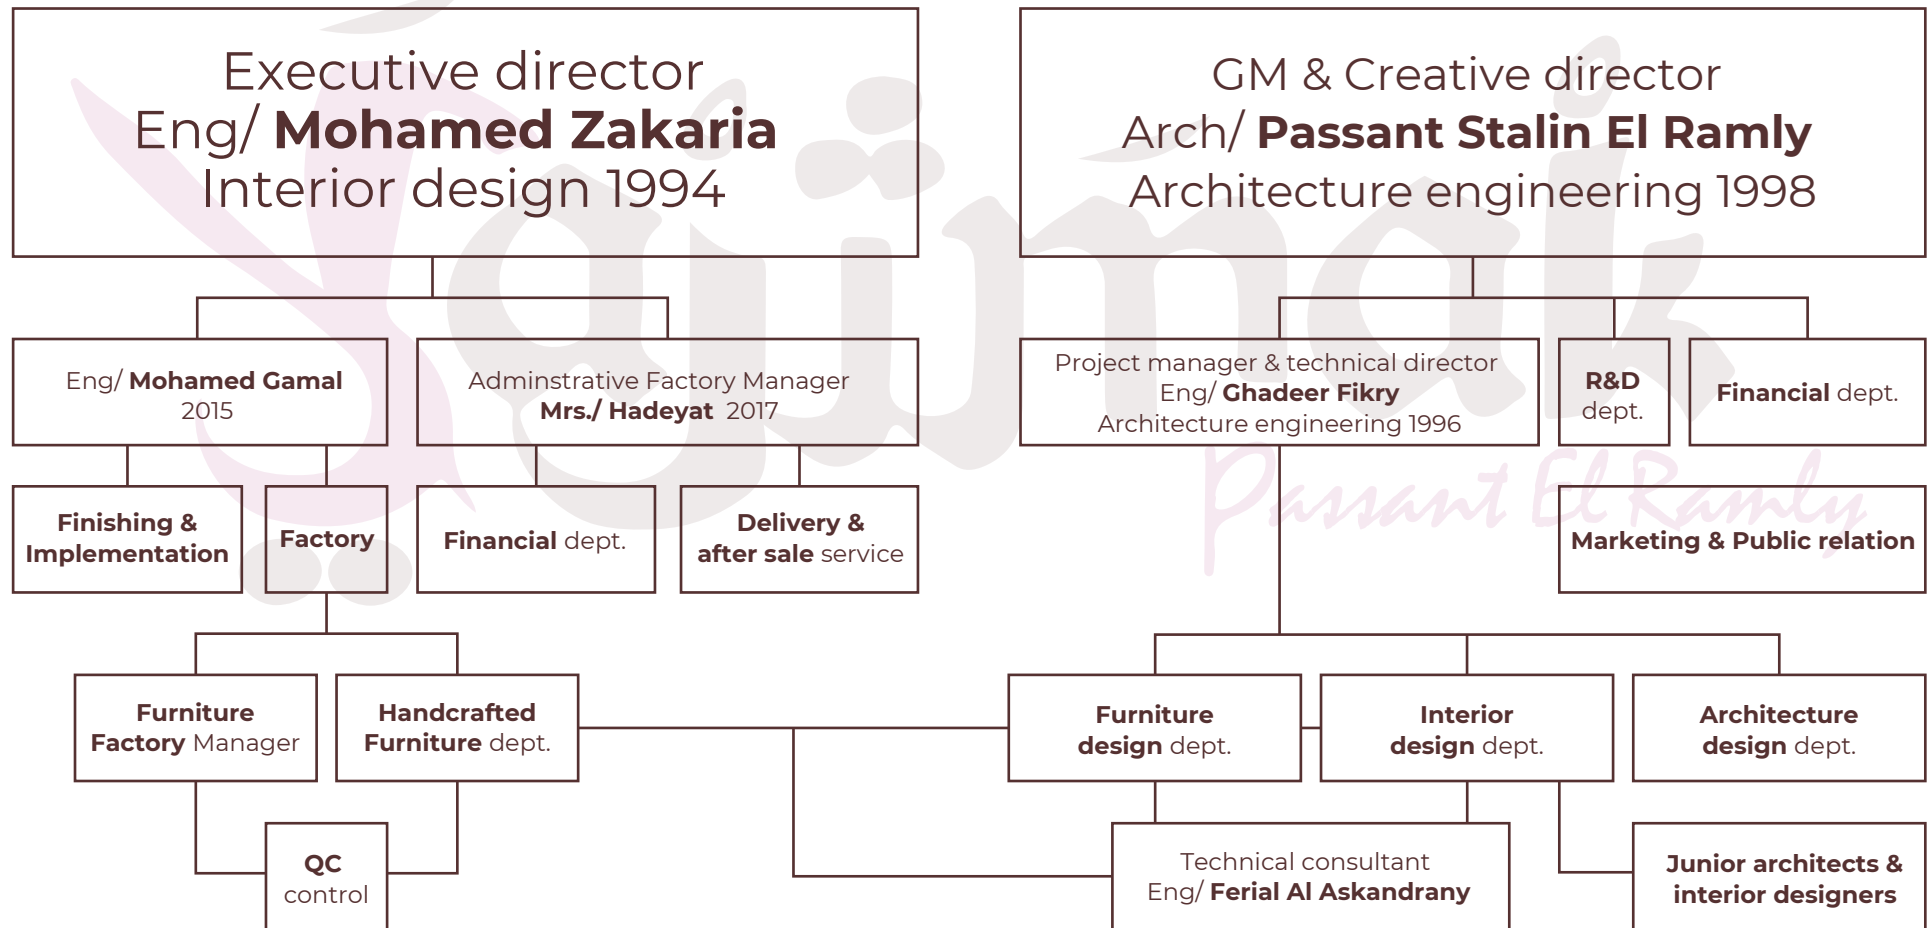 Executive director
Eng/ Mohamed Zakaria
Interior design 1994
GM & Creative director
Arch/ Passant Stalin El Ramly
Architecture engineering 1998
Eng/ Mohamed Gamal
2015
Adminstrative Factory Manager
Mrs./ Hadeyat 2017
Project manager & technical director
Eng/ Ghadeer Fikry
Architecture engineering 1996
R&D
dept.
Financial dept.
Finishing &
Implementation
Factory
Financial dept.
Delivery &
after sale service
Marketing & Public relation
Passant El Ramly
Furniture
Factory Manager
Handcrafted
Furniture dept.
Furniture
design dept.
Interior
design dept.
Architecture
design dept.
QC
control
Technical consultant
Eng/ Ferial Al Askandrany
Junior architects &
interior designers